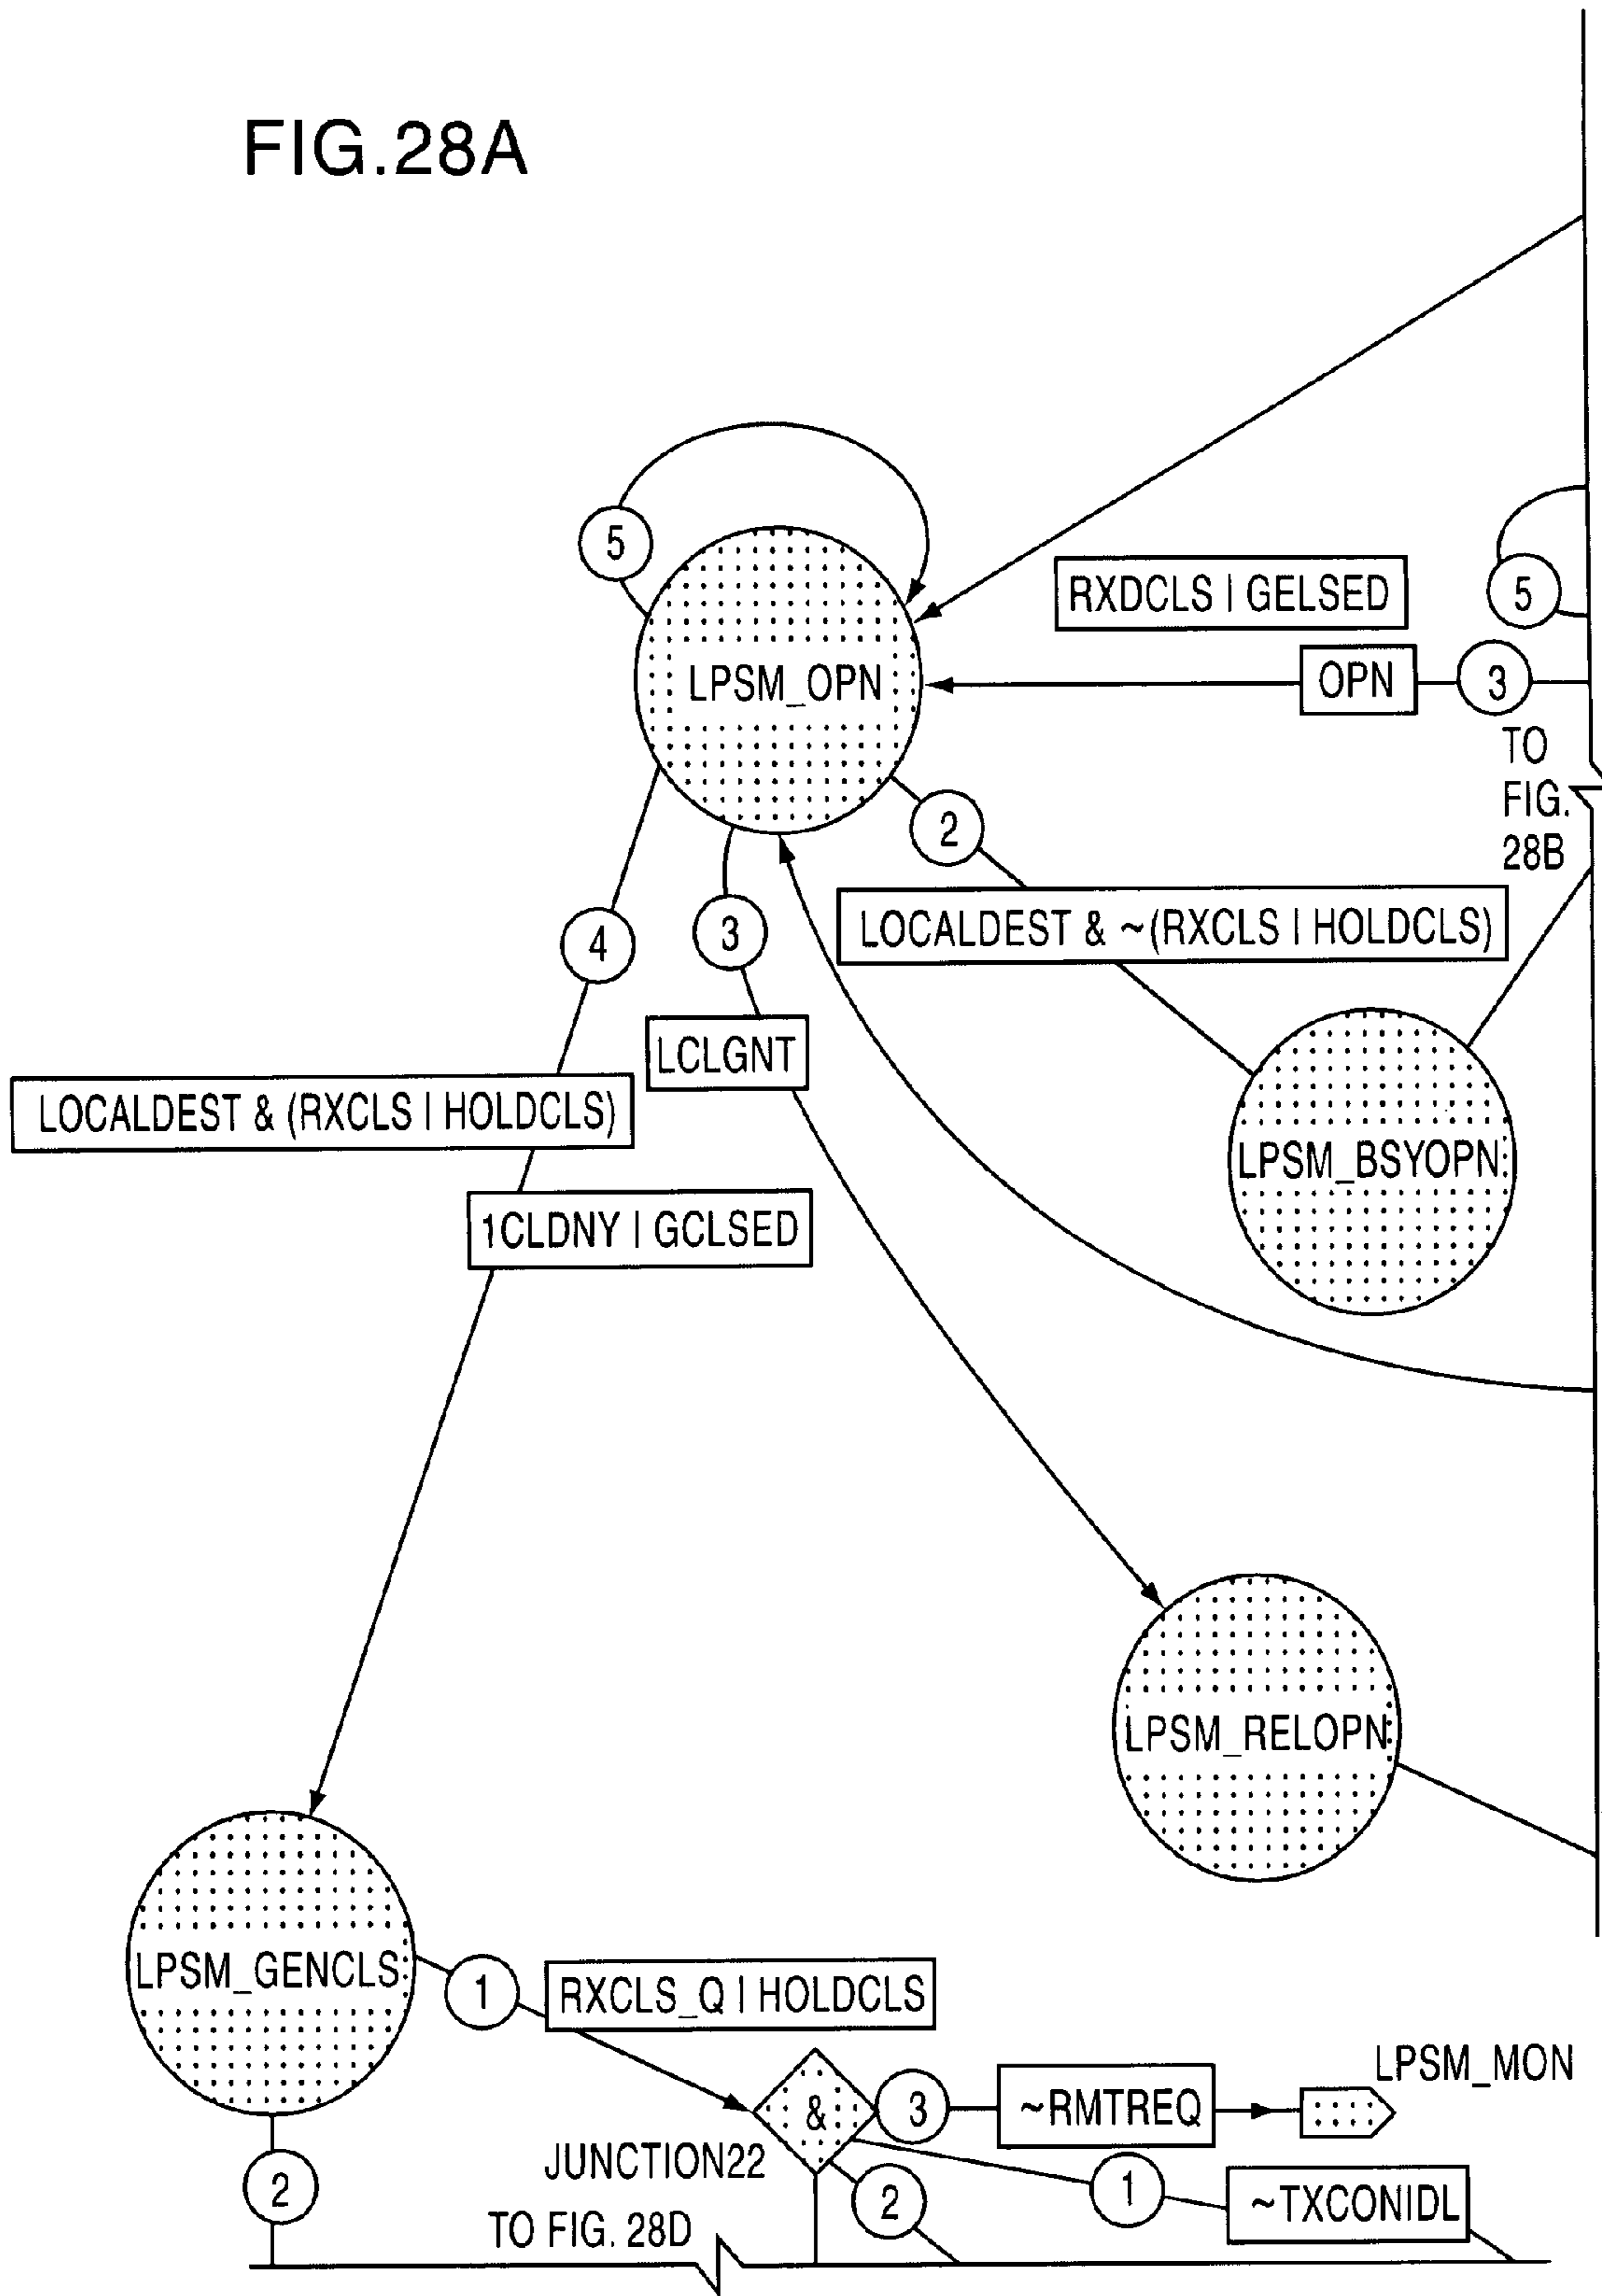 FIG.28A
5
RXDCLS | GELSED
5
LPSM_OPN
OPN
3
TO
FIG.
28B
2
4
3
LOCALDEST & ~(RXCLS | HOLDCLS)
LCLGNT
LOCALDEST & (RXCLS | HOLDCLS)
LPSM_BSYOPN
1CLDNY | GCLSED
LPSM_RELOPN
LPSM_GENCLS
1
RXCLS_Q | HOLDCLS
LPSM_MON
&
3
~RMTREQ
JUNCTION22
2
2
1
~TXCONIDL
TO FIG. 28D